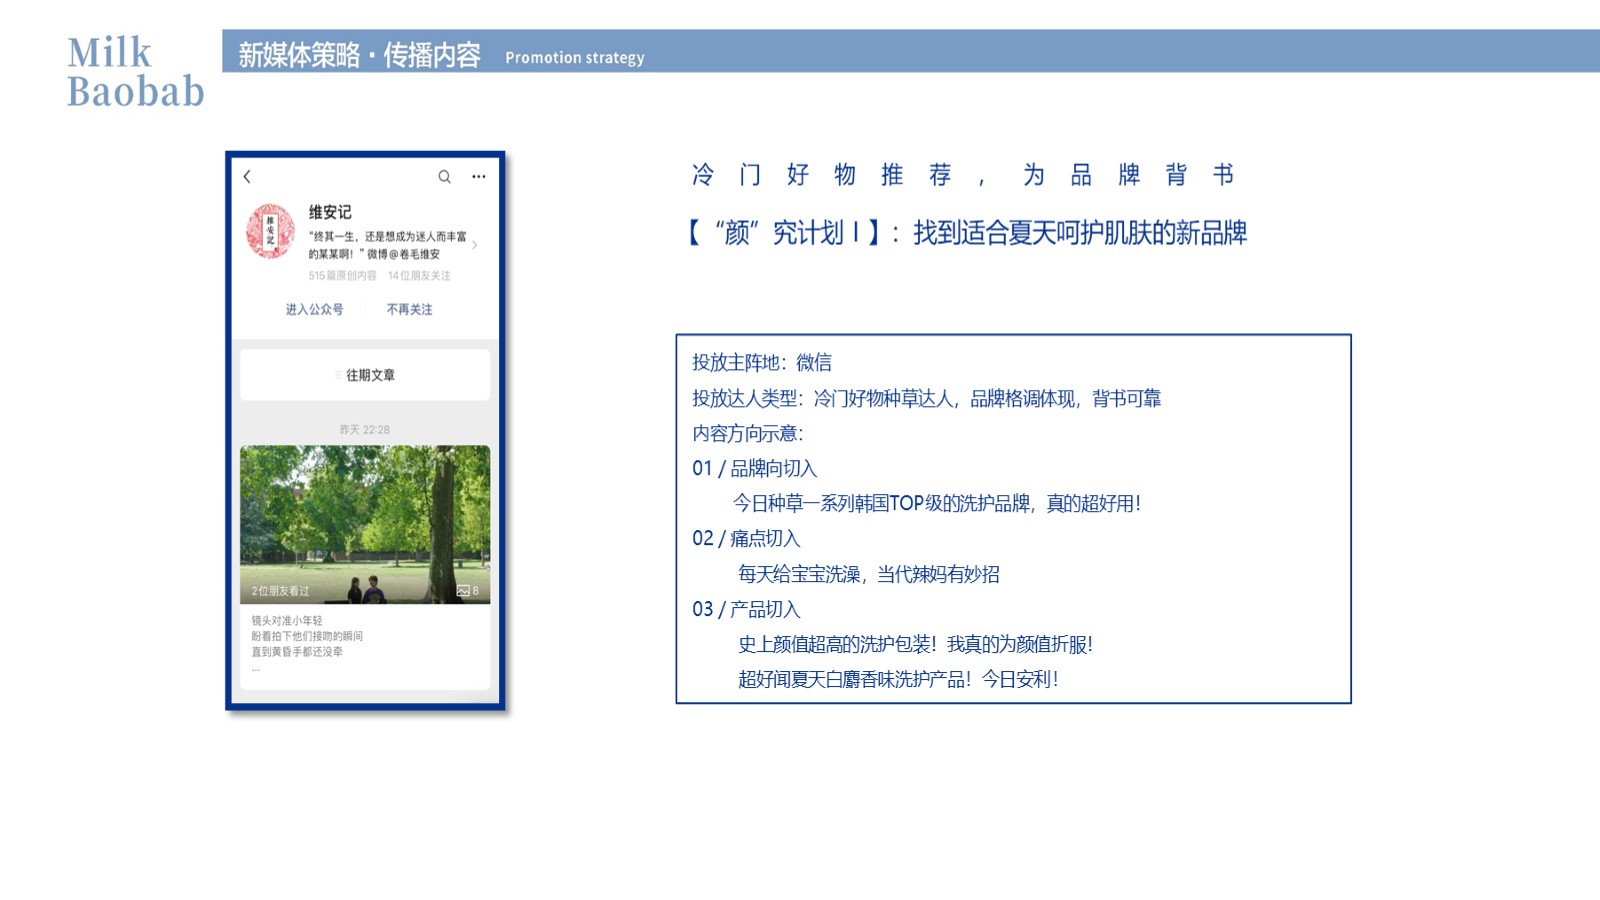 Milk
Baobab
新媒体策略·传播内容 Promotion strategy
维安记
維安記
“终其一生，还是想成为迷人而丰富
的某某啊！”微博@卷毛维安
515篇原创内容 14位朋友关注
进入公众号 不再关注
往期文章
昨天 22:28
2位朋友看过 8
镜头对准小年轻
盼着拍下他们接吻的瞬间
直到黄昏手都还没牵
...
冷门好物推荐，为品牌背书
【“颜”究计划 I 】：找到适合夏天呵护肌肤的新品牌
投放主阵地：微信
投放达人类型：冷门好物种草达人，品牌格调体现，背书可靠
内容方向示意：
01 / 品牌向切入
今日种草一系列韩国TOP级的洗护品牌，真的超好用！
02 / 痛点切入
每天给宝宝洗澡，当代辣妈有妙招
03 / 产品切入
史上颜值超高的洗护包装！我真的为颜值折服！
超好闻夏天白麝香味洗护产品！今日安利！